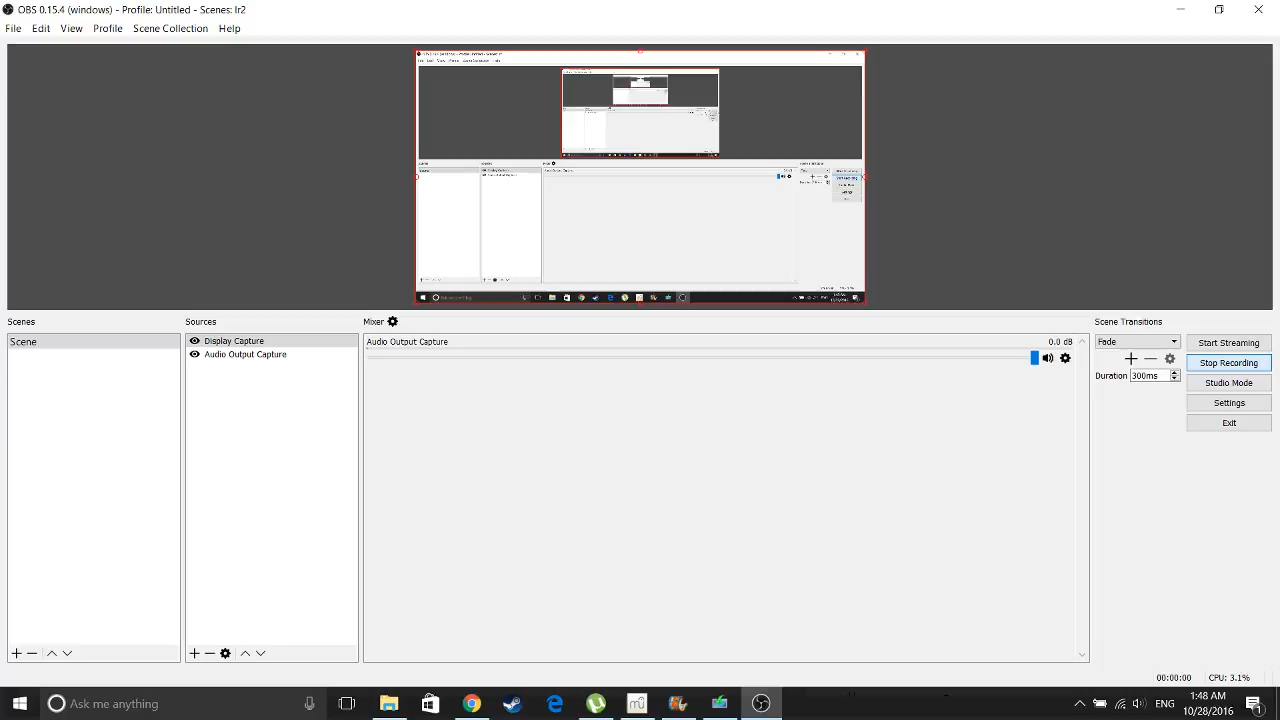 OBS 0.15.4 (windows) - Profile: Untitled - Scenes: lr2
File Edit View Profile Scene Collection Help
Scenes
Sources
Mixer
Scene Transitions
Scene
Display Capture
Audio Output Capture
Audio Output Capture
0.0 dB
Fade
Duration 300ms
Start Streaming
Stop Recording
Studio Mode
Settings
Exit
00:00:00
CPU: 3.1%
Ask me anything
ENG
1:48 AM
10/28/2016